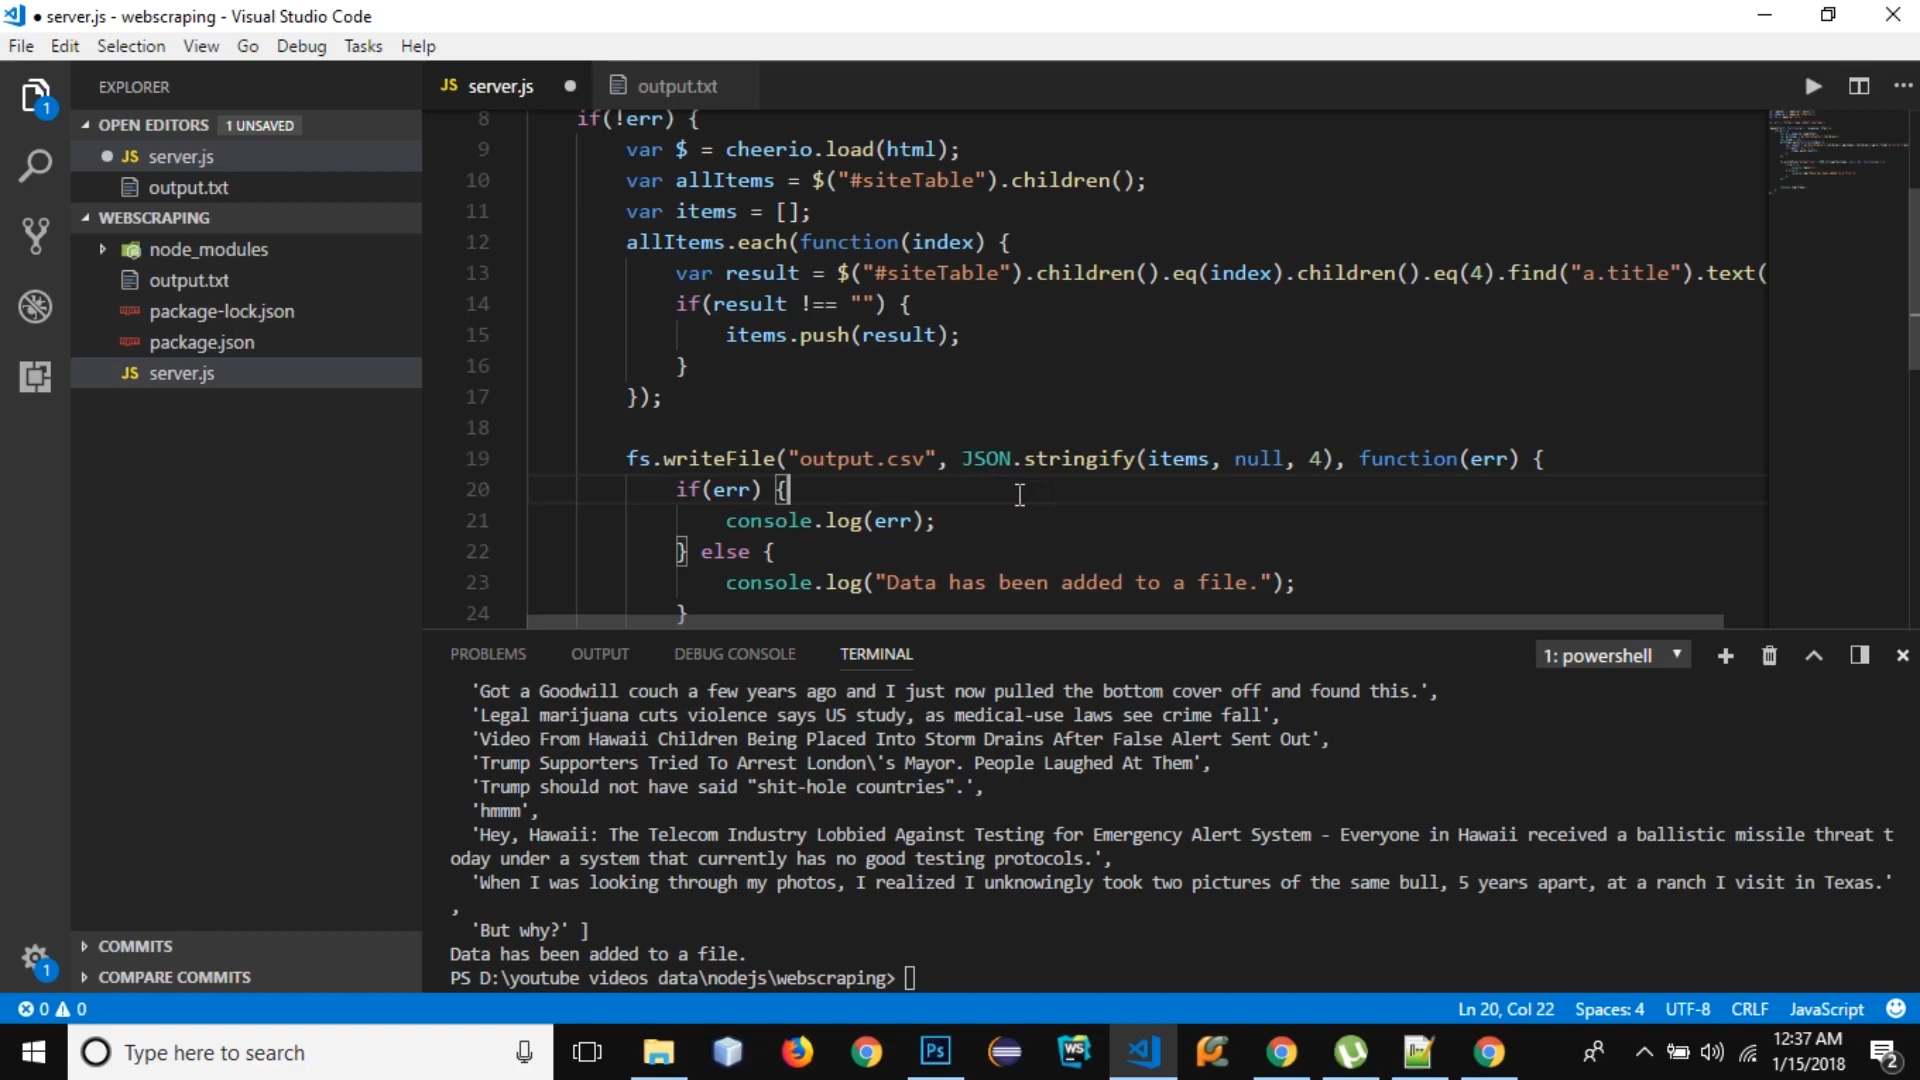 ● server.js - webscraping - Visual Studio Code
File Edit Selection View Go Debug Tasks Help
EXPLORER
OPEN EDITORS 1 UNSAVED
JS server.js
output.txt
WEBSCRAPING
node_modules
output.txt
package-lock.json
package.json
JS server.js
COMMITS
COMPARE COMMITS
1
1
JS server.js output.txt
8 if(!err) {
9 var $ = cheerio.load(html);
10 var allItems = $("#siteTable").children();
11 var items = [];
12 allItems.each(function(index) {
13 var result = $("#siteTable").children().eq(index).children().eq(4).find("a.title").text(
14 if(result !== "") {
15 items.push(result);
16 }
17 });
18
19 fs.writeFile("output.csv", JSON.stringify(items, null, 4), function(err) {
20 if(err) {
21 console.log(err);
22 } else {
23 console.log("Data has been added to a file.");
24 }
PROBLEMS OUTPUT DEBUG CONSOLE TERMINAL 1: powershell
'Got a Goodwill couch a few years ago and I just now pulled the bottom cover off and found this.',
'Legal marijuana cuts violence says US study, as medical-use laws see crime fall',
'Video From Hawaii Children Being Placed Into Storm Drains After False Alert Sent Out',
'Trump Supporters Tried To Arrest London\'s Mayor. People Laughed At Them',
'Trump should not have said "shit-hole countries".',
'hmmm',
'Hey, Hawaii: The Telecom Industry Lobbied Against Testing for Emergency Alert System - Everyone in Hawaii received a ballistic missile threat t
oday under a system that currently has no good testing protocols.',
'When I was looking through my photos, I realized I unknowingly took two pictures of the same bull, 5 years apart, at a ranch I visit in Texas.'
,
'But why?' ]
Data has been added to a file.
PS D:\youtube videos data\nodejs\webscraping>
0 0 Ln 20, Col 22 Spaces: 4 UTF-8 CRLF JavaScript
Type here to search
Ps
WS
12:37 AM
1/15/2018
2